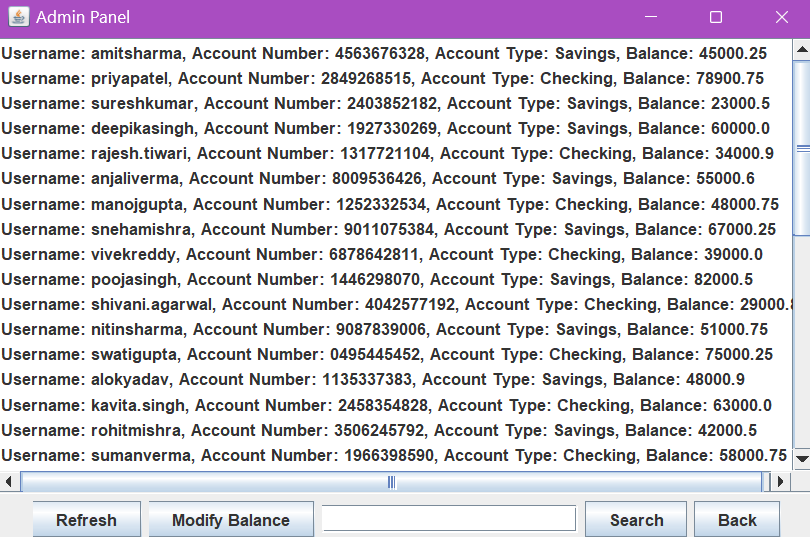 Admin Panel
Username: amitsharma, Account Number: 4563676328, Account Type: Savings, Balance: 45000.25
Username: priyapatel, Account Number: 2849268515, Account Type: Checking, Balance: 78900.75
Username: sureshkumar, Account Number: 2403852182, Account Type: Savings, Balance: 23000.5
Username: deepikasingh, Account Number: 1927330269, Account Type: Savings, Balance: 60000.0
Username: rajesh.tiwari, Account Number: 1317721104, Account Type: Checking, Balance: 34000.9
Username: anjaliverma, Account Number: 8009536426, Account Type: Savings, Balance: 55000.6
Username: manojgupta, Account Number: 1252332534, Account Type: Checking, Balance: 48000.75
Username: snehamishra, Account Number: 9011075384, Account Type: Savings, Balance: 67000.25
Username: vivekreddy, Account Number: 6878642811, Account Type: Checking, Balance: 39000.0
Username: poojasingh, Account Number: 1446298070, Account Type: Savings, Balance: 82000.5
Username: shivani.agarwal, Account Number: 4042577192, Account Type: Checking, Balance: 29000.8
Username: nitinsharma, Account Number: 9087839006, Account Type: Savings, Balance: 51000.75
Username: swatigupta, Account Number: 0495445452, Account Type: Checking, Balance: 75000.25
Username: alokyadav, Account Number: 1135337383, Account Type: Savings, Balance: 48000.9
Username: kavita.singh, Account Number: 2458354828, Account Type: Checking, Balance: 63000.0
Username: rohitmishra, Account Number: 3506245792, Account Type: Savings, Balance: 42000.5
Username: sumanverma, Account Number: 1966398590, Account Type: Checking, Balance: 58000.75
Refresh Modify Balance Search Back